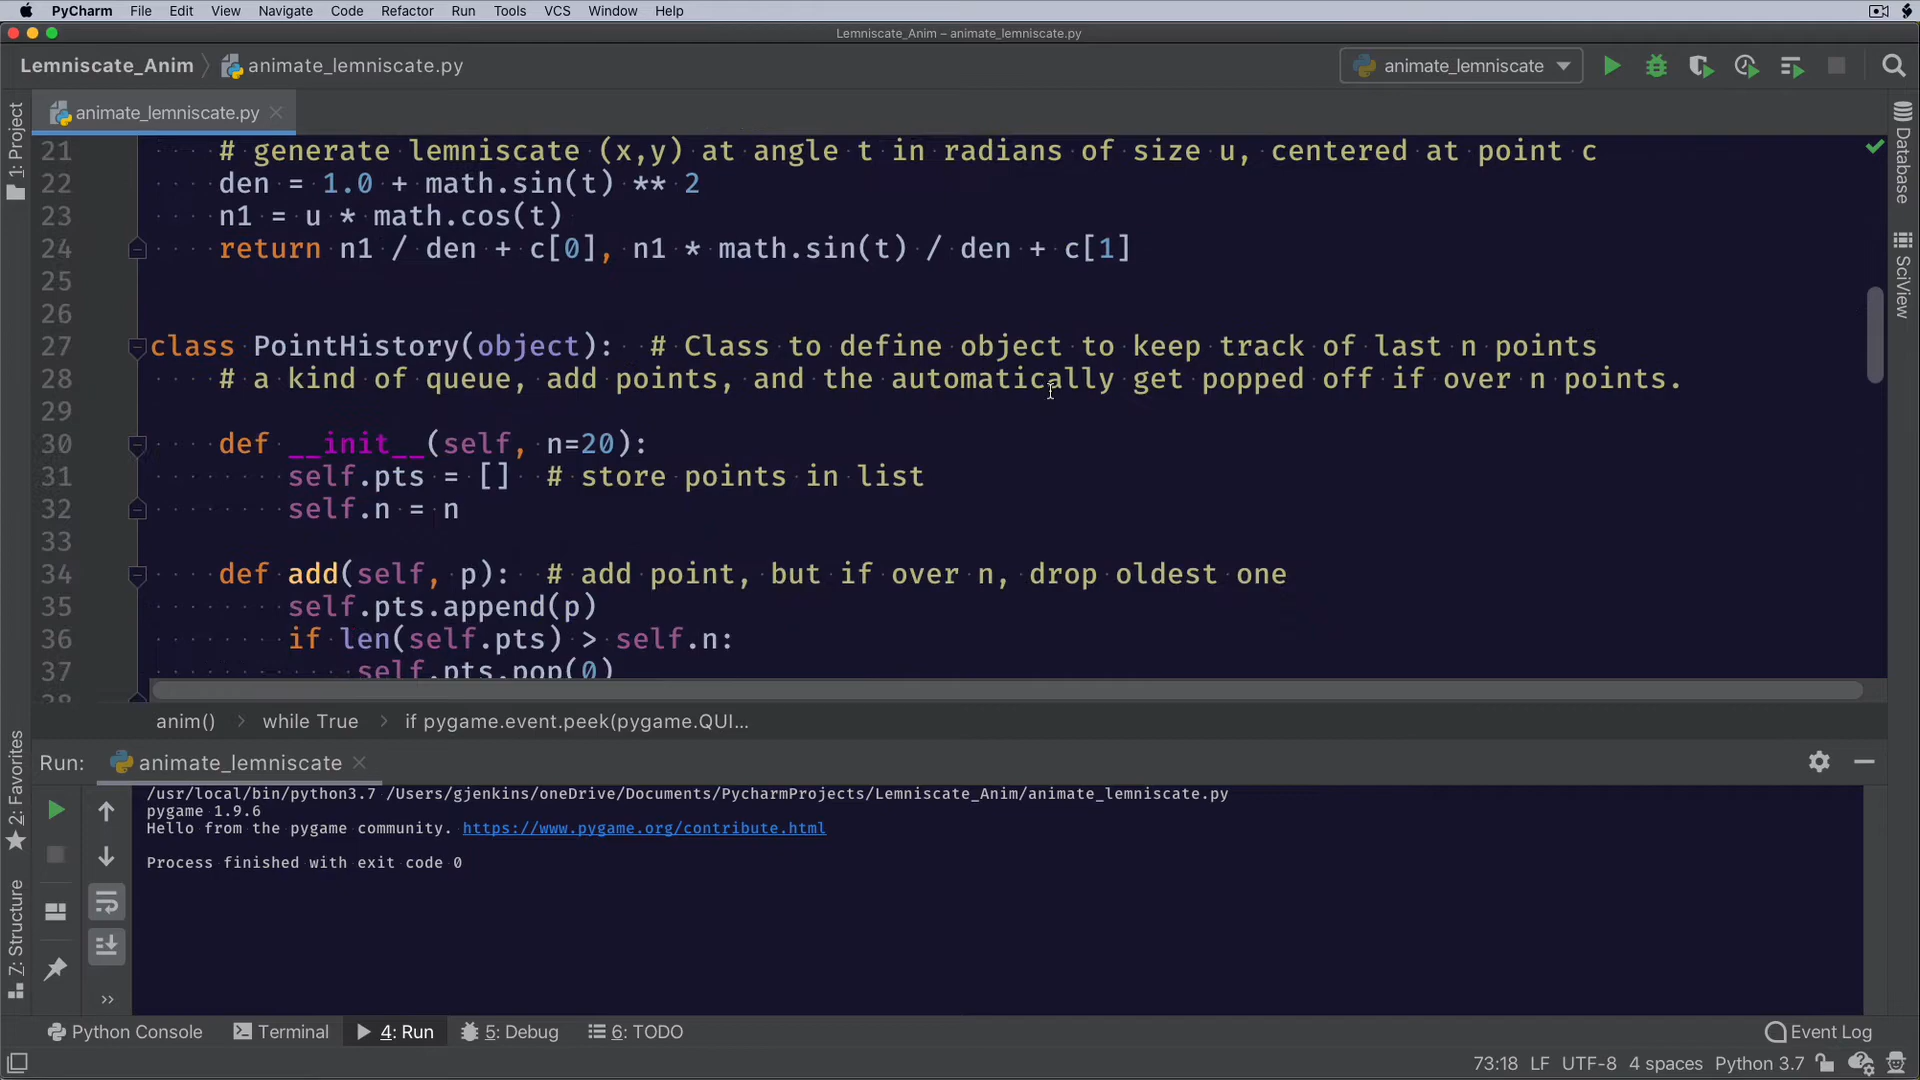 PyCharm File Edit View Navigate Code Refactor Run Tools VCS Window Help
Lemniscate_Anim – animate_lemniscate.py
Lemniscate_Anim animate_lemniscate.py animate_lemniscate
animate_lemniscate.py
1: Project
Database
SciView
21 # generate lemniscate (x,y) at angle t in radians of size u, centered at point c
22 den = 1.0 + math.sin(t) ** 2
23 n1 = u * math.cos(t)
24 return n1 / den + c[0], n1 * math.sin(t) / den + c[1]
25
26
27 class PointHistory(object): # Class to define object to keep track of last n points
28 # a kind of queue, add points, and the automatically get popped off if over n points.
29
30 def __init__(self, n=20):
31 self.pts = [] # store points in list
32 self.n = n
33
34 def add(self, p): # add point, but if over n, drop oldest one
35 self.pts.append(p)
36 if len(self.pts) > self.n:
37 self.pts.pop(0)
38
anim() while True if pygame.event.peek(pygame.QUI...
Run: animate_lemniscate
2: Favorites
7: Structure
/usr/local/bin/python3.7 /Users/gjenkins/oneDrive/Documents/PycharmProjects/Lemniscate_Anim/animate_lemniscate.py
pygame 1.9.6
Hello from the pygame community. https://www.pygame.org/contribute.html
Process finished with exit code 0
Python Console Terminal 4: Run 5: Debug 6: TODO Event Log
73:18 LF UTF-8 4 spaces Python 3.7